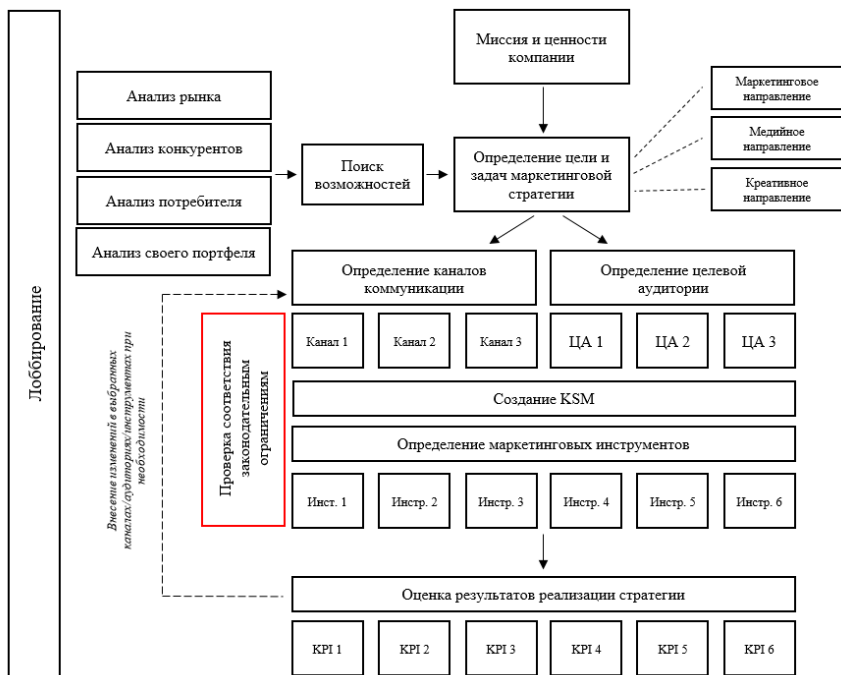 Лоббирование
Миссия и ценности
компании
Анализ рынка
Анализ конкурентов
Анализ потребителя
Анализ своего портфеля
Поиск
возможностей
Определение цели и
задач маркетинговой
стратегии
Маркетинговое
направление
Медийное
направление
Креативное
направление
Определение каналов
коммуникации
Определение целевой
аудитории
Внесение изменений в выбранных
каналах/аудиториях/инструментах при
необходимости
Проверка соответствия
законодательным
ограничениям
Канал 1
Канал 2
Канал 3
ЦА 1
ЦА 2
ЦА 3
Создание KSM
Определение маркетинговых инструментов
Инст. 1
Инстр. 2
Инстр. 3
Инстр. 4
Инстр. 5
Инстр. 6
Оценка результатов реализации стратегии
KPI 1
KPI 2
KPI 3
KPI 4
KPI 5
KPI 6